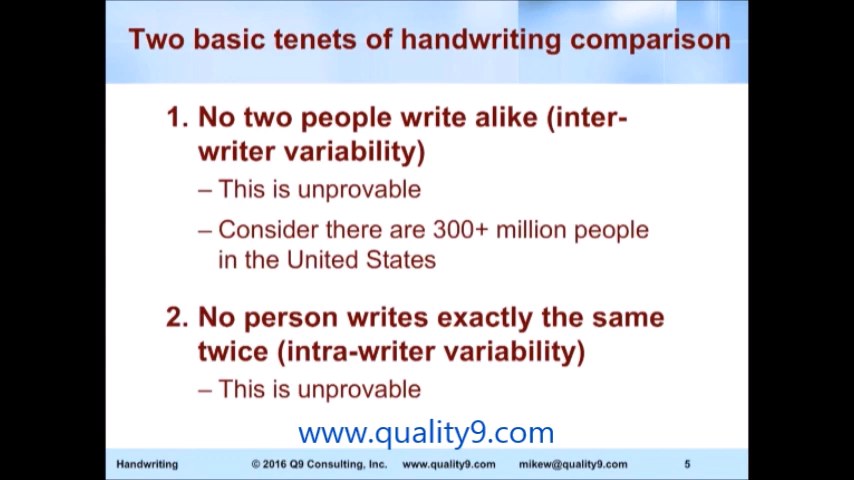 Two basic tenets of handwriting comparison
1. No two people write alike (inter-
writer variability)
– This is unprovable
– Consider there are 300+ million people
in the United States
2. No person writes exactly the same
twice (intra-writer variability)
– This is unprovable
www.quality9.com
Handwriting © 2016 Q9 Consulting, Inc. www.quality9.com mikew@quality9.com 5